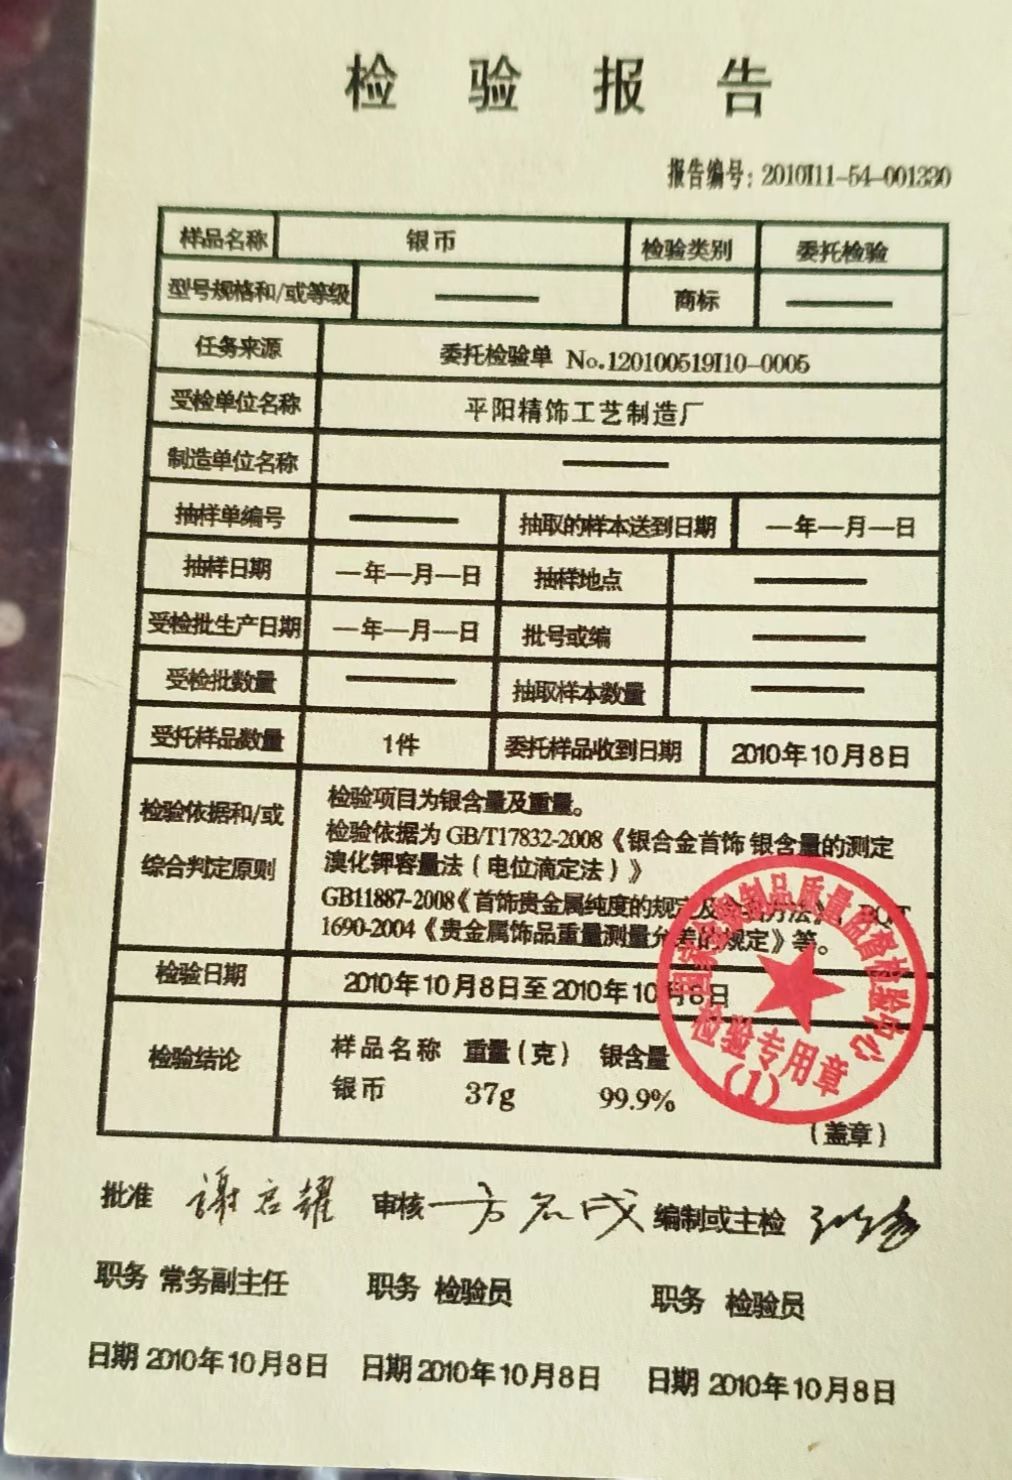 检验报告
报告编号：2010I11-54-001330
样品名称 银币 检验类别 委托检验
型号规格和/或等级 —— 商标 ——
任务来源 委托检验单 No.120100519I10-0005
受检单位名称 平阳精饰工艺制造厂
制造单位名称 ——
抽样单编号 —— 抽取的样本送到日期 —年—月—日
抽样日期 —年—月—日 抽样地点 ——
受检批生产日期 —年—月—日 批号或编 ——
受检批数量 —— 抽取样本数量 ——
受托样品数量 1件 委托样品收到日期 2010年10月8日
检验依据和/或
综合判定原则
检验项目为银含量及重量。
检验依据为 GB/T17832-2008《银合金首饰 银含量的测定
溴化钾容量法（电位滴定法）》
GB11887-2008《首饰贵金属纯度的规定及命名方法》，
1690-2004《贵金属饰品重量测量允差的规定》等。
检验日期 2010年10月8日至2010年10月8日
检验结论
样品名称 重量（克） 银含量
银币 37g 99.9%
制品质量监督检验中心
检验专用章
（1）
（盖章）
批准 谢启耀 审核 方名成 编制或主检
职务 常务副主任 职务 检验员 职务 检验员
日期 2010年10月8日 日期 2010年10月8日 日期 2010年10月8日